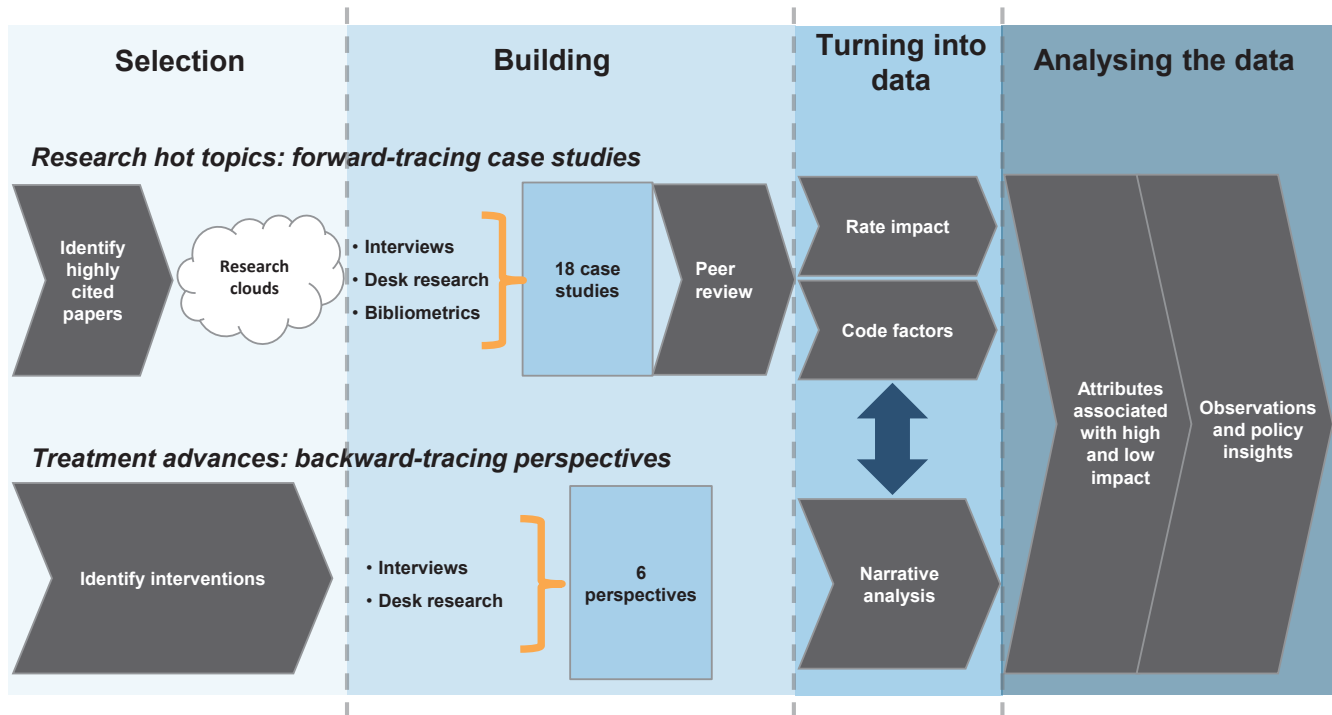 Selection
Building
Turning into
data
Analysing the data
Research hot topics: forward-tracing case studies
Identify
highly
cited
papers
Research
clouds
• Interviews
• Desk research
• Bibliometrics
18 case
studies
Peer
review
Rate impact
Code factors
Treatment advances: backward-tracing perspectives
Identify interventions
• Interviews
• Desk research
6
perspectives
Narrative
analysis
Attributes
associated
with high
and low
impact
Observations
and policy
insights